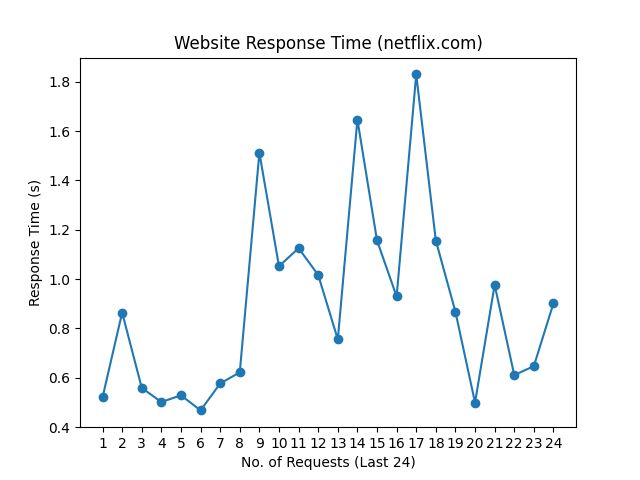 Website Response Time (netflix.com)
1.8
1.6
1.4
1.2
1.0
0.8
0.6
0.4
Response Time (s)
1 2 3 4 5 6 7 8 9 10 11 12 13 14 15 16 17 18 19 20 21 22 23 24
No. of Requests (Last 24)